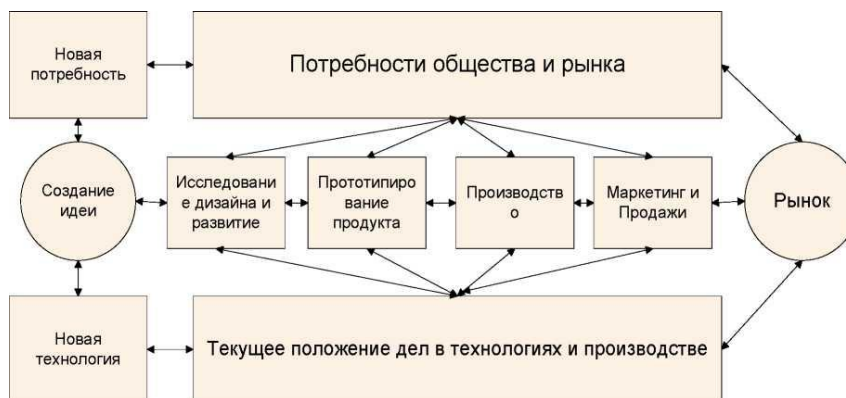 Новая
потребность
Потребности общества и рынка
Создание
идеи
Исследовани
е дизайна и
развитие
Прототипиро
вание
продукта
Производств
о
Маркетинг и
Продажи
Рынок
Новая
технология
Текущее положение дел в технологиях и производстве